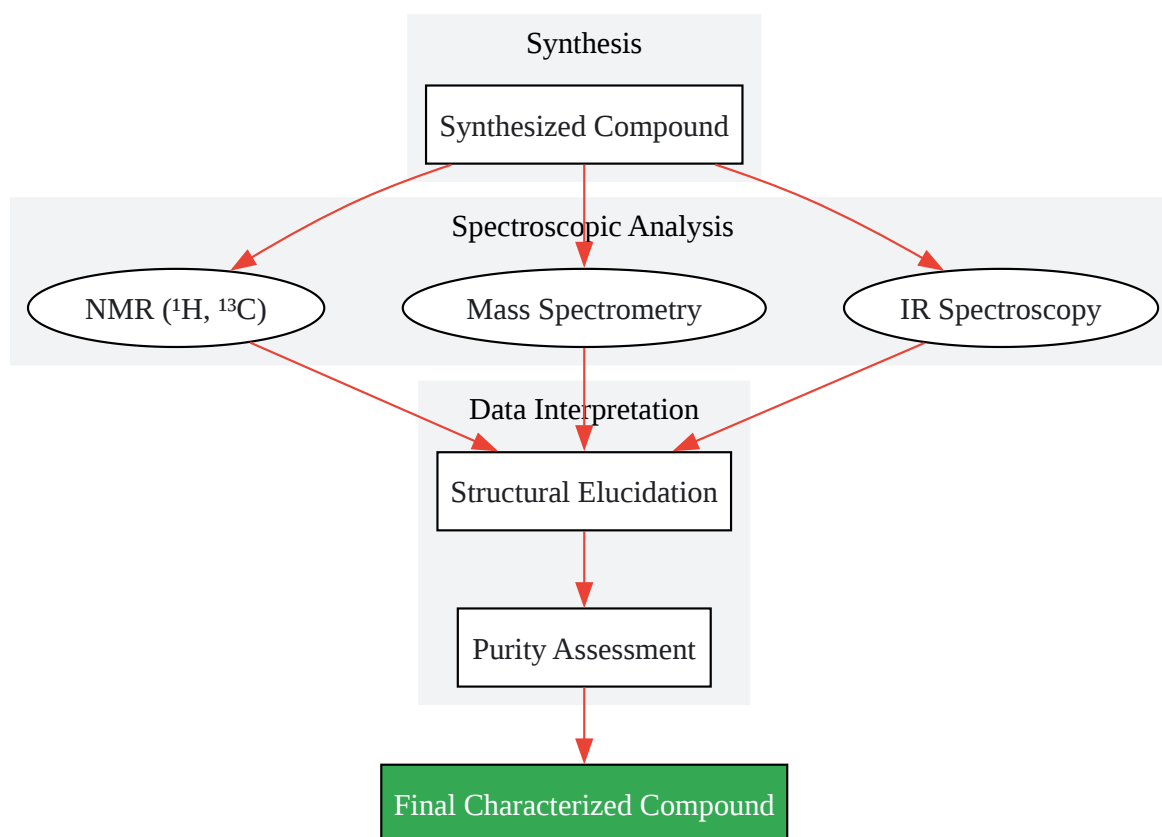 Synthesis
Synthesized Compound
Spectroscopic Analysis
NMR (¹H, ¹³C)
Mass Spectrometry
IR Spectroscopy
Data Interpretation
Structural Elucidation
Purity Assessment
Final Characterized Compound